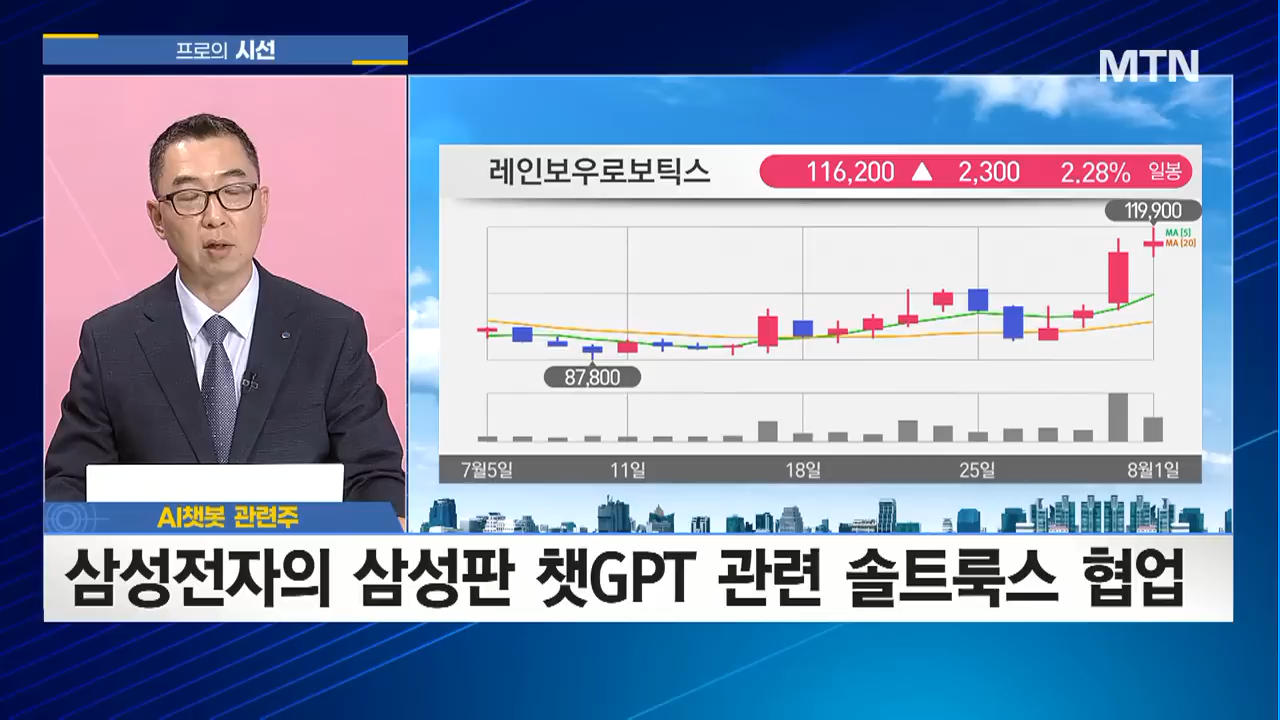 프로의 시선
MTN
레인보우로보틱스
116,200 ▲ 2,300 2.28% 일봉
119,900
MA [5]
MA [20]
87,800
7월5일 11일 18일 25일 8월1일
AI챗봇 관련주
삼성전자의 삼성판 챗GPT 관련 솔트룩스 협업